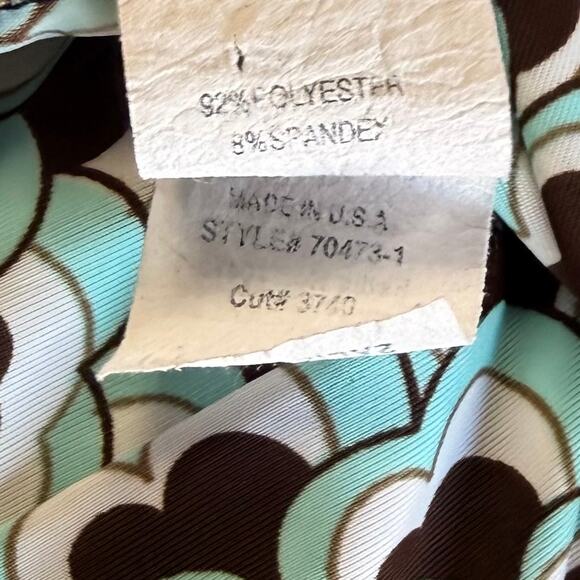 92% POLYESTER
8% SPANDEX
MADE IN U.S.A
STYLE# 70473-1
Cut# 3740